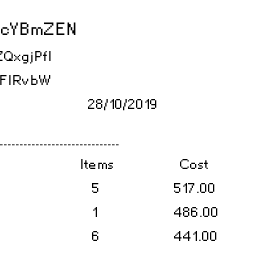 cYBmZEN
ZQxgjPfl
FIRvbW
28/10/2019
------------------------------
Items Cost
5 517.00
1 486.00
6 441.00